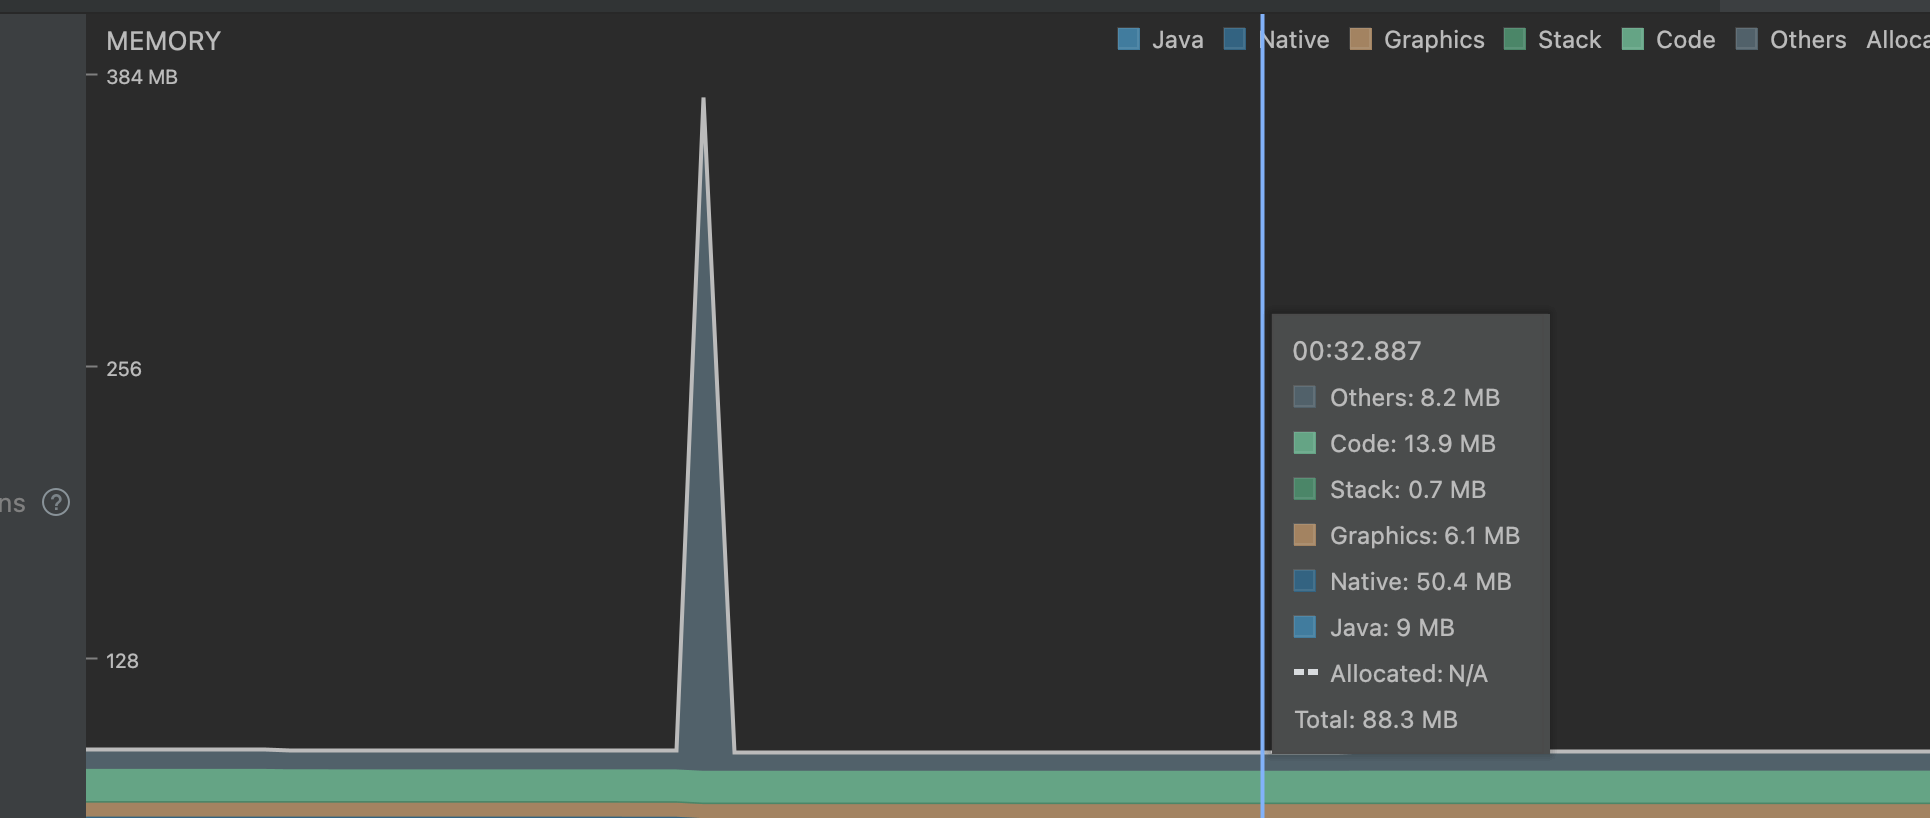 MEMORY
Java Native Graphics Stack Code Others Alloca
384 MB
256
128
ns ?
00:32.887
Others: 8.2 MB
Code: 13.9 MB
Stack: 0.7 MB
Graphics: 6.1 MB
Native: 50.4 MB
Java: 9 MB
Allocated: N/A
Total: 88.3 MB